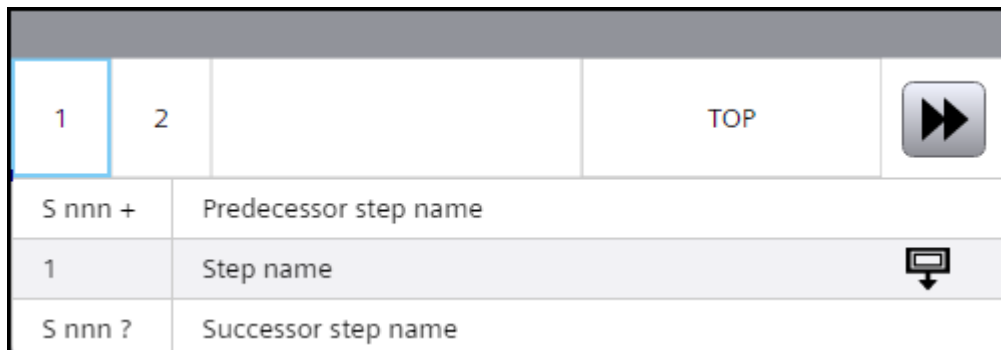 1 2 TOP
S nnn + Predecessor step name
1 Step name
S nnn ? Successor step name